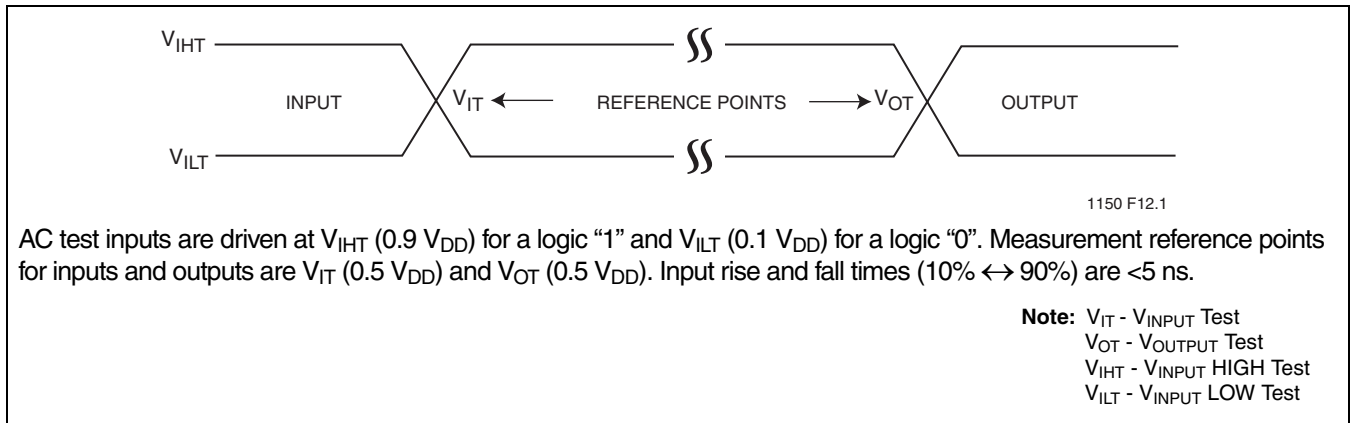 VIHT
INPUT VIT ← REFERENCE POINTS → VOT OUTPUT
VILT
1150 F12.1
AC test inputs are driven at VIHT (0.9 VDD) for a logic “1” and VILT (0.1 VDD) for a logic “0”. Measurement reference points
for inputs and outputs are VIT (0.5 VDD) and VOT (0.5 VDD). Input rise and fall times (10% ↔ 90%) are <5 ns.
Note: VIT - VINPUT Test
VOT - VOUTPUT Test
VIHT - VINPUT HIGH Test
VILT - VINPUT LOW Test